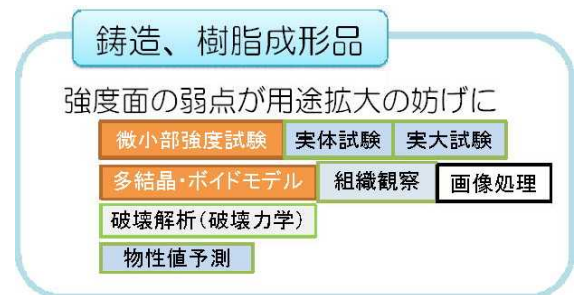 鋳造、樹脂成形品
強度面の弱点が用途拡大の妨げに
微小部強度試験 実体試験 実大試験
多結晶・ボイドモデル 組織観察 画像処理
破壊解析(破壊力学)
物性値予測